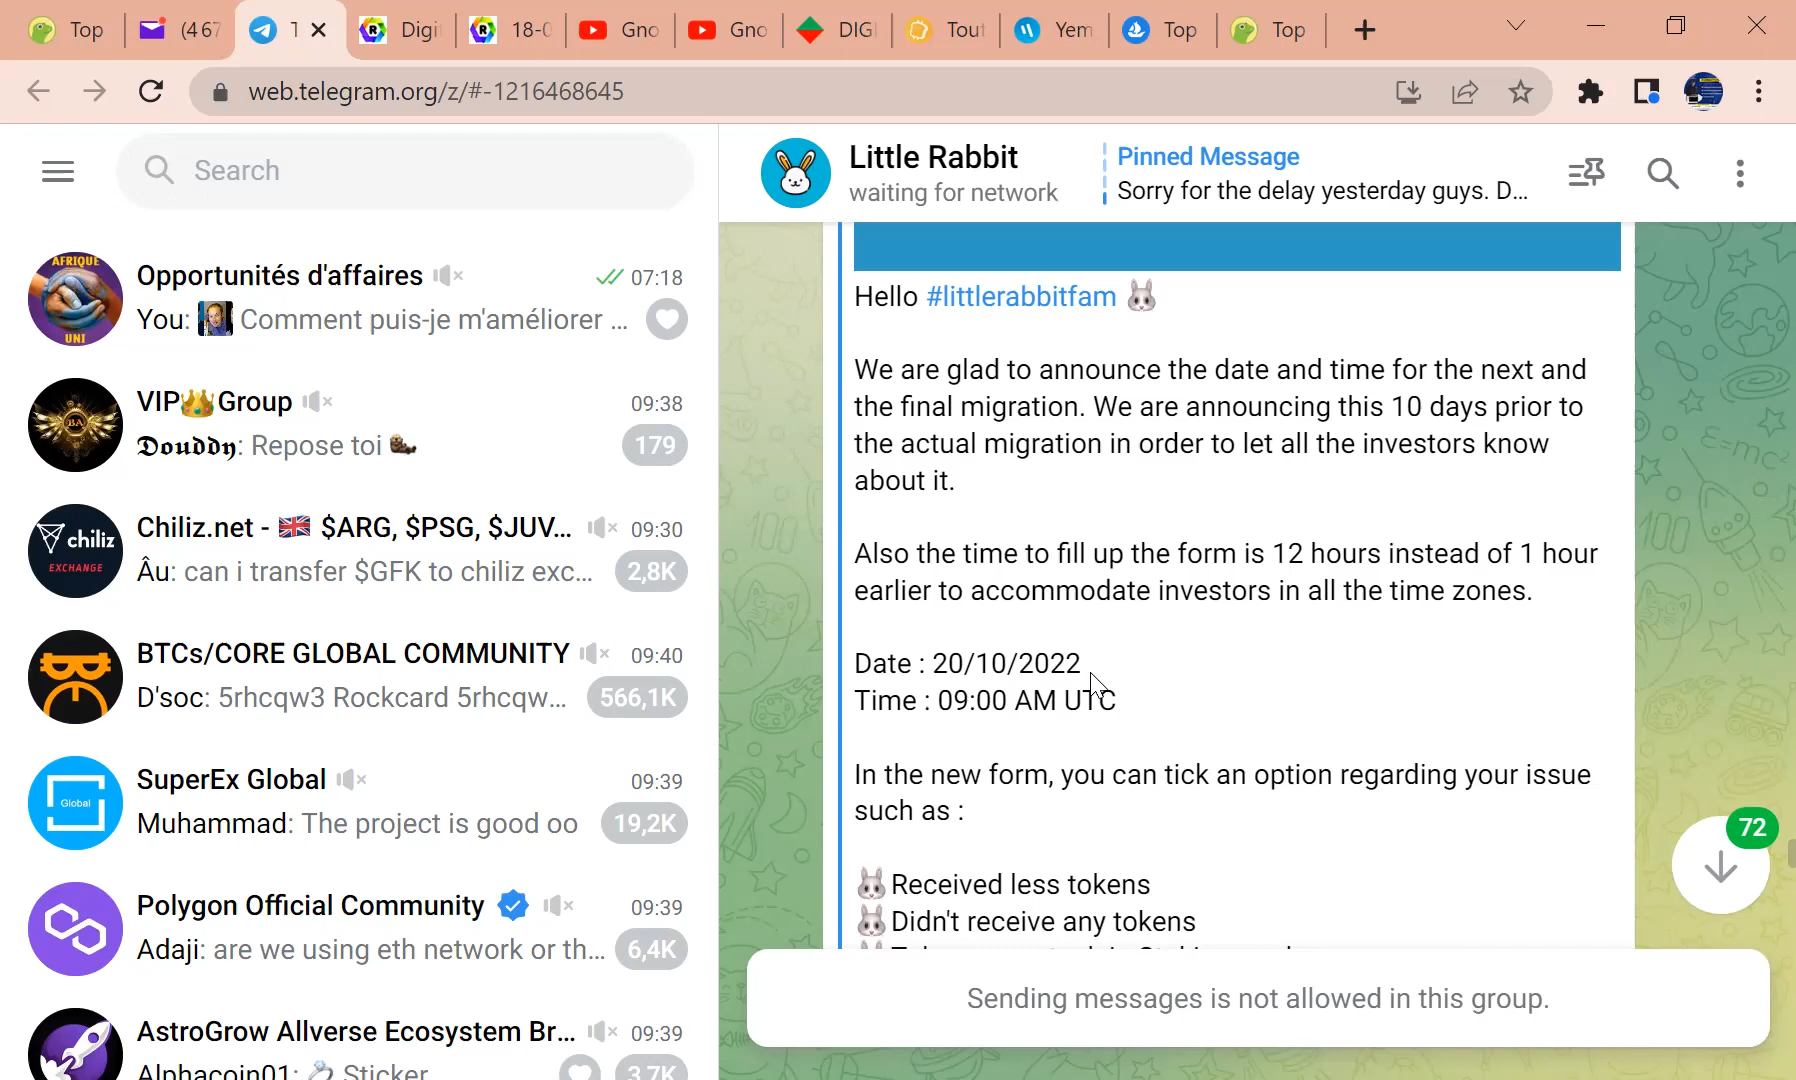 Top
(4 67
T
Digi
18-0
Gno
Gno
DIGI
Tout
Yem
Top
Top
web.telegram.org/z/#-1216468645
Search
Little Rabbit
waiting for network
Pinned Message
Sorry for the delay yesterday guys. D...
AFRIQUE
UNI
Opportunités d'affaires
07:18
You: Comment puis-je m'améliorer ...
VIP👑Group
09:38
BA
𝕯𝖔𝖚𝖉𝖉𝖞: Repose toi 🦦
179
chiliz
EXCHANGE
Chiliz.net - 🇬🇧 $ARG, $PSG, $JUV...
09:30
Âu: can i transfer $GFK to chiliz exc...
2,8K
BTCs/CORE GLOBAL COMMUNITY
09:40
D'soc: 5rhcqw3 Rockcard 5rhcqw...
566,1K
Global
SuperEx Global
09:39
Muhammad: The project is good oo
19,2K
Polygon Official Community
09:39
Adaji: are we using eth network or th...
6,4K
AstroGrow Allverse Ecosystem Br...
09:39
Alphacoin01: 💍 Sticker
3,7K
Hello #littlerabbitfam 🐰
We are glad to announce the date and time for the next and
the final migration. We are announcing this 10 days prior to
the actual migration in order to let all the investors know
about it.
Also the time to fill up the form is 12 hours instead of 1 hour
earlier to accommodate investors in all the time zones.
Date : 20/10/2022
Time : 09:00 AM UTC
In the new form, you can tick an option regarding your issue
such as :
🐰Received less tokens
🐰Didn't receive any tokens
72
Sending messages is not allowed in this group.